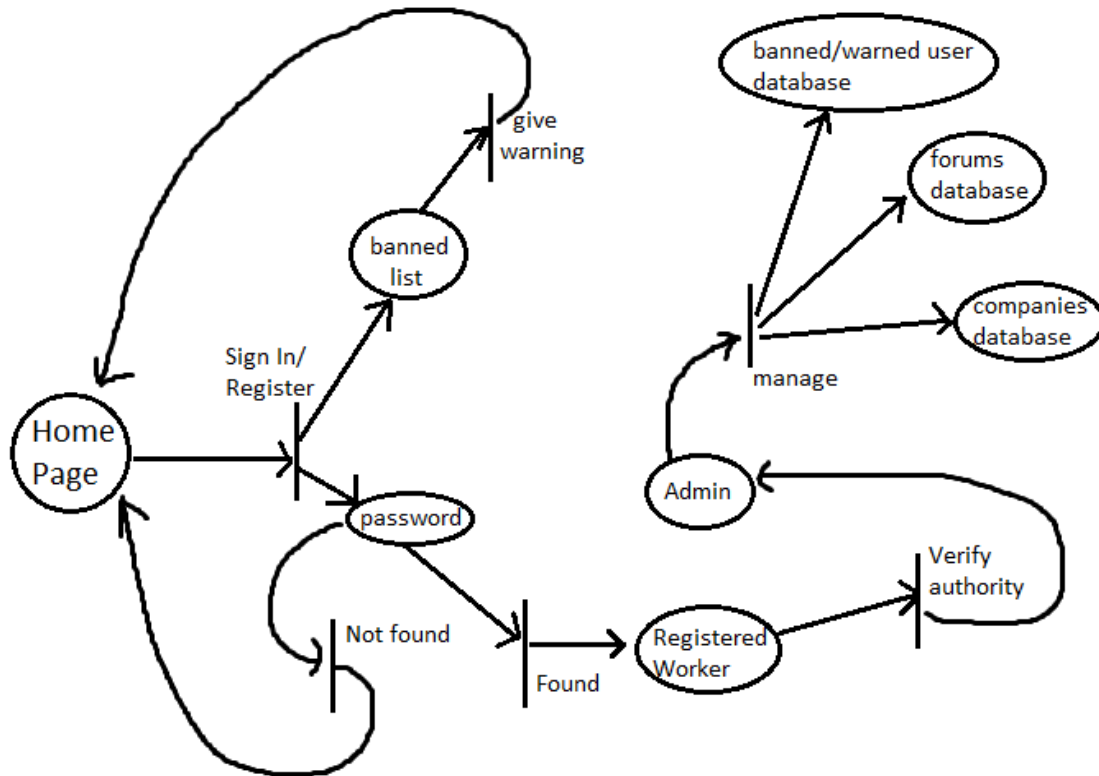 banned/warned user
database
give
warning
forums
database
banned
list
companies
database
Sign In/
Register
manage
Home
Page
Admin
password
Verify
authority
Not found
Registered
Worker
Found